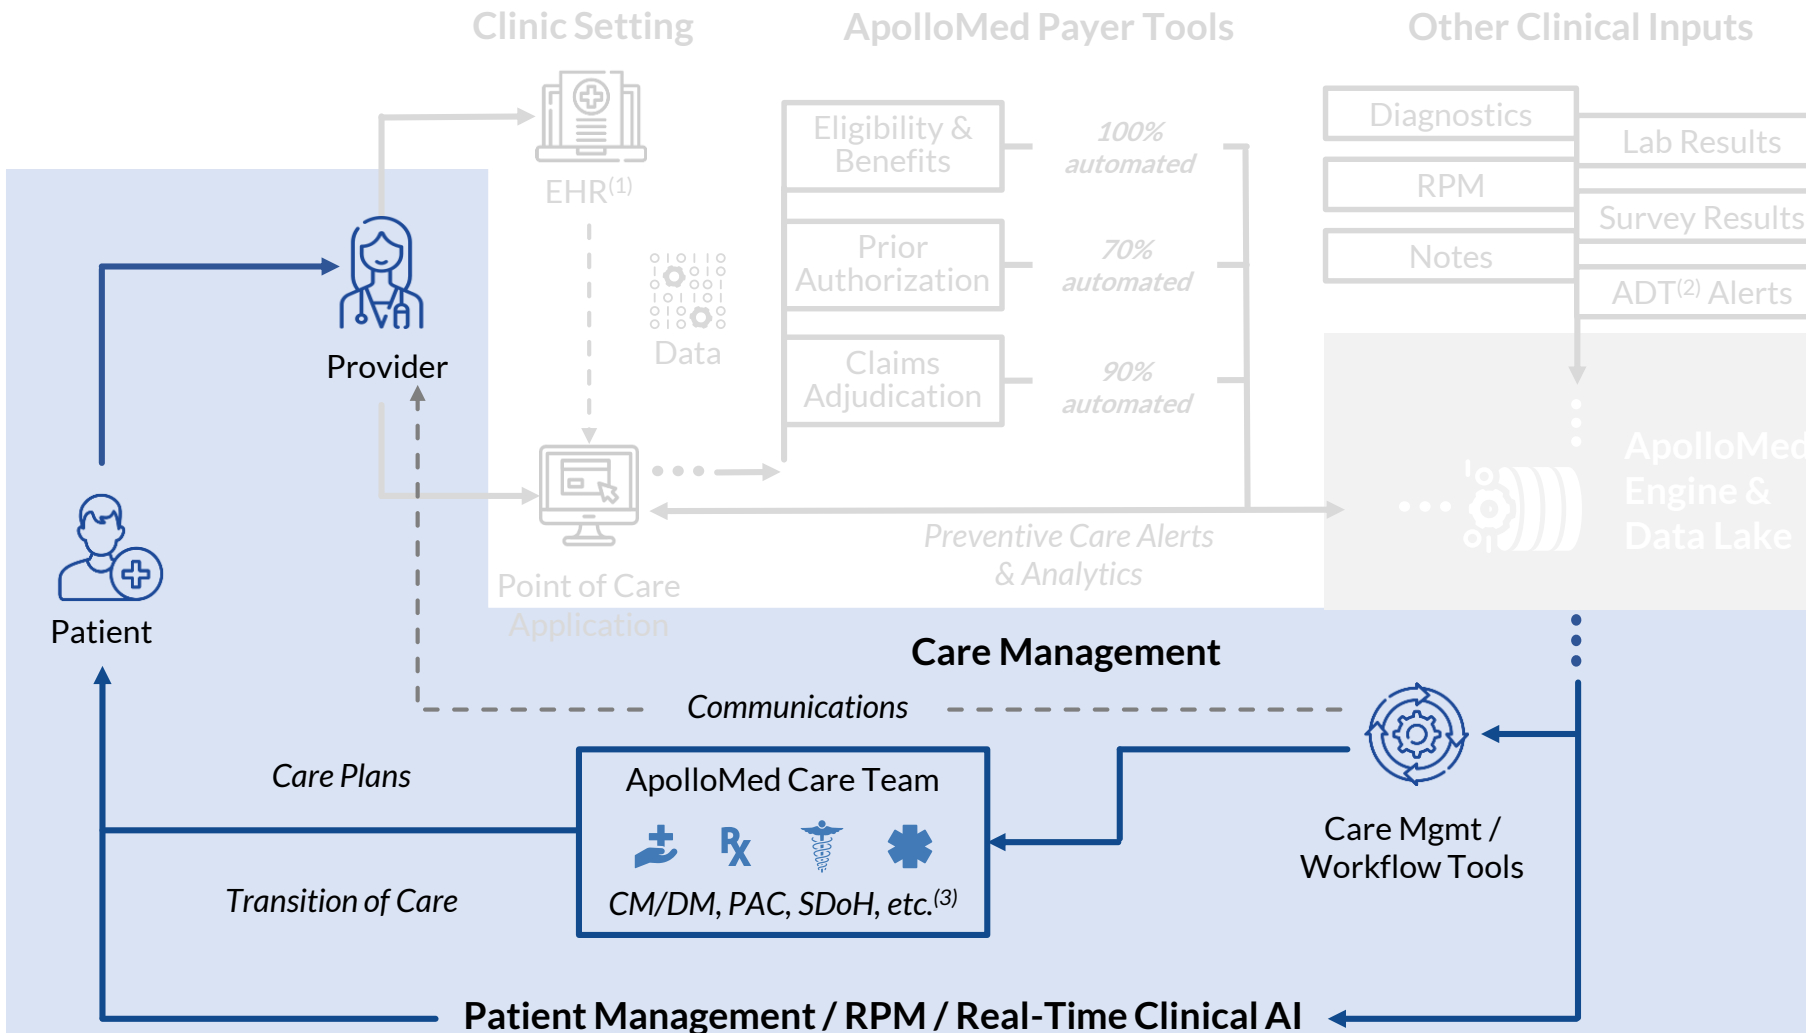 Clinic Setting
ApolloMed Payer Tools
Other Clinical Inputs
EHR(1)
Data
Eligibility &
Benefits
100%
automated
Prior
Authorization
70%
automated
Claims
Adjudication
90%
automated
Diagnostics
Lab Results
RPM
Survey Results
Notes
ADT(2) Alerts
Provider
ApolloMed
Engine &
Data Lake
Preventive Care Alerts
& Analytics
Point of Care
Application
Patient
Care Management
Communications
Care Plans
ApolloMed Care Team
Rx
CM/DM, PAC, SDoH, etc.(3)
Transition of Care
Care Mgmt /
Workflow Tools
Patient Management / RPM / Real-Time Clinical AI